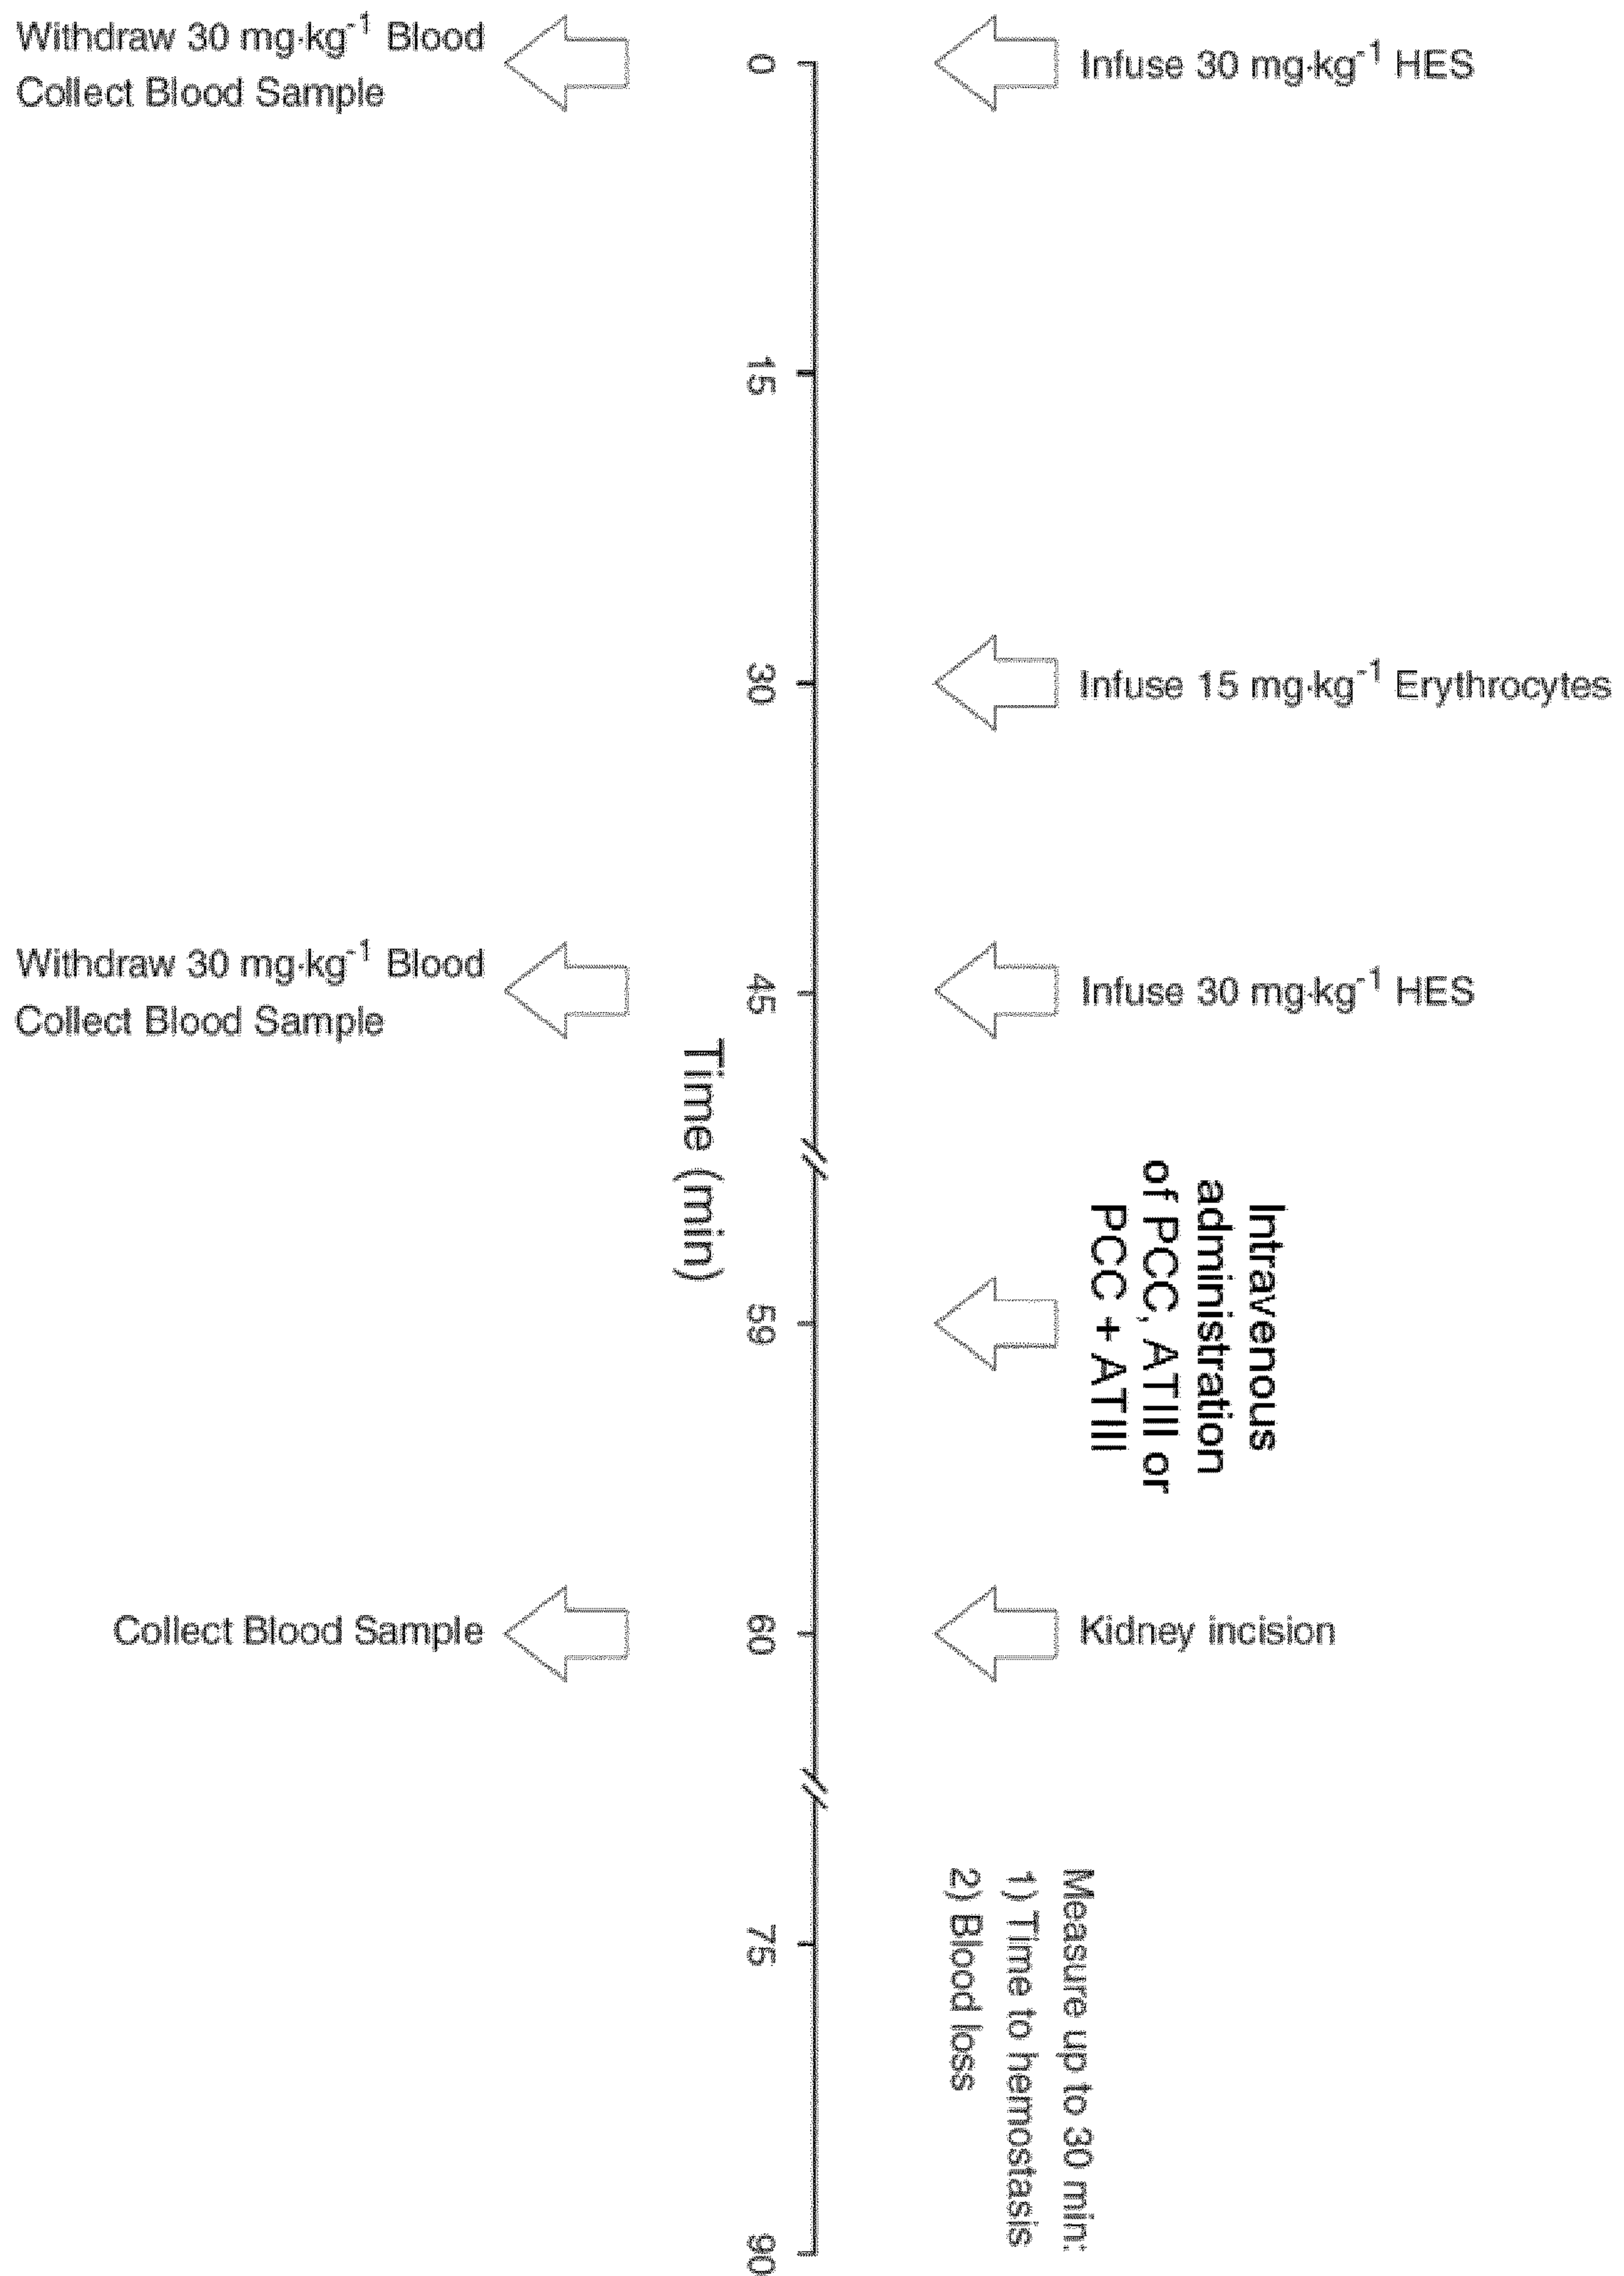 Withdraw 30 mg·kg⁻¹ Blood
Collect Blood Sample
0
Infuse 30 mg·kg⁻¹ HES
15
30
Infuse 15 mg·kg⁻¹ Erythrocytes
Withdraw 30 mg·kg⁻¹ Blood
Collect Blood Sample
45
Infuse 30 mg·kg⁻¹ HES
Time (min)
59
Intravenous
administration
of PCC, ATIII or
PCC + ATIII
Collect Blood Sample
60
Kidney incision
75
Measure up to 30 min:
1) Time to hemostasis
2) Blood loss
90